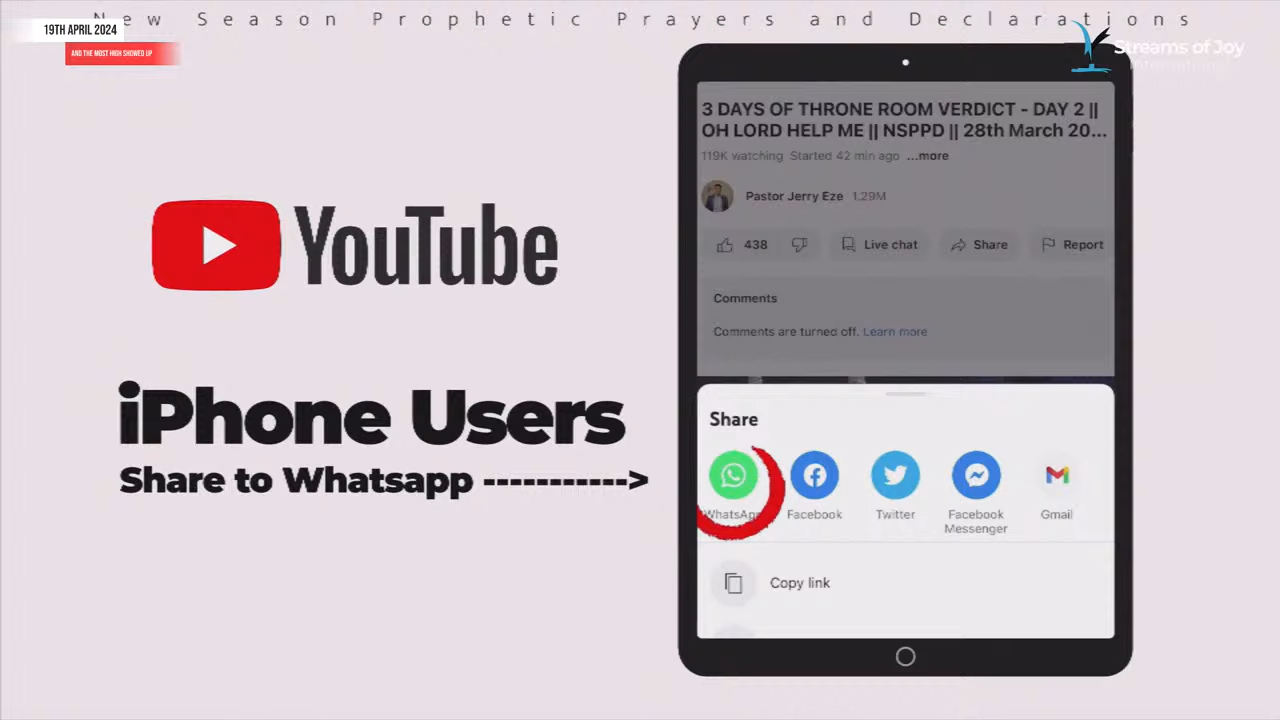 New Season Prophetic Prayers and Declarations
19TH APRIL 2024
AND THE MOST HIGH SHOWED UP
Streams of Joy
International
3 DAYS OF THRONE ROOM VERDICT - DAY 2 ||
OH LORD HELP ME || NSPPD || 28th March 20...
119K watching Started 42 min ago ...more
Pastor Jerry Eze 1.29M
438 Live chat Share Report
Comments
Comments are turned off. Learn more
YouTube
iPhone Users
Share to Whatsapp ----------->
Share
WhatsApp Facebook Twitter Facebook Messenger Gmail
Copy link